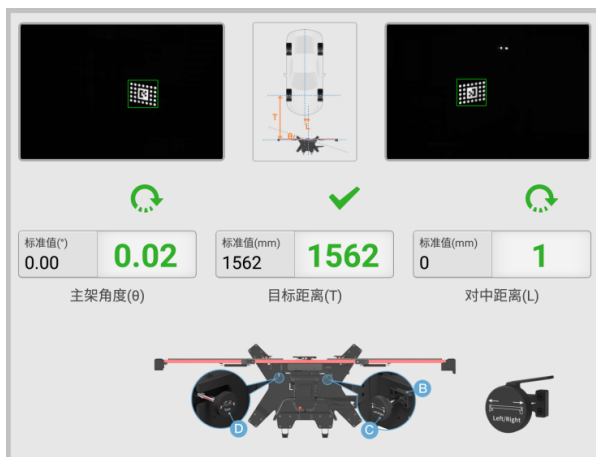 T
L
θ
标准值(°)
0.00
0.02
标准值(mm)
1562
1562
标准值(mm)
0
1
主架角度(θ)
目标距离(T)
对中距离(L)
B
D
C
Left/Right